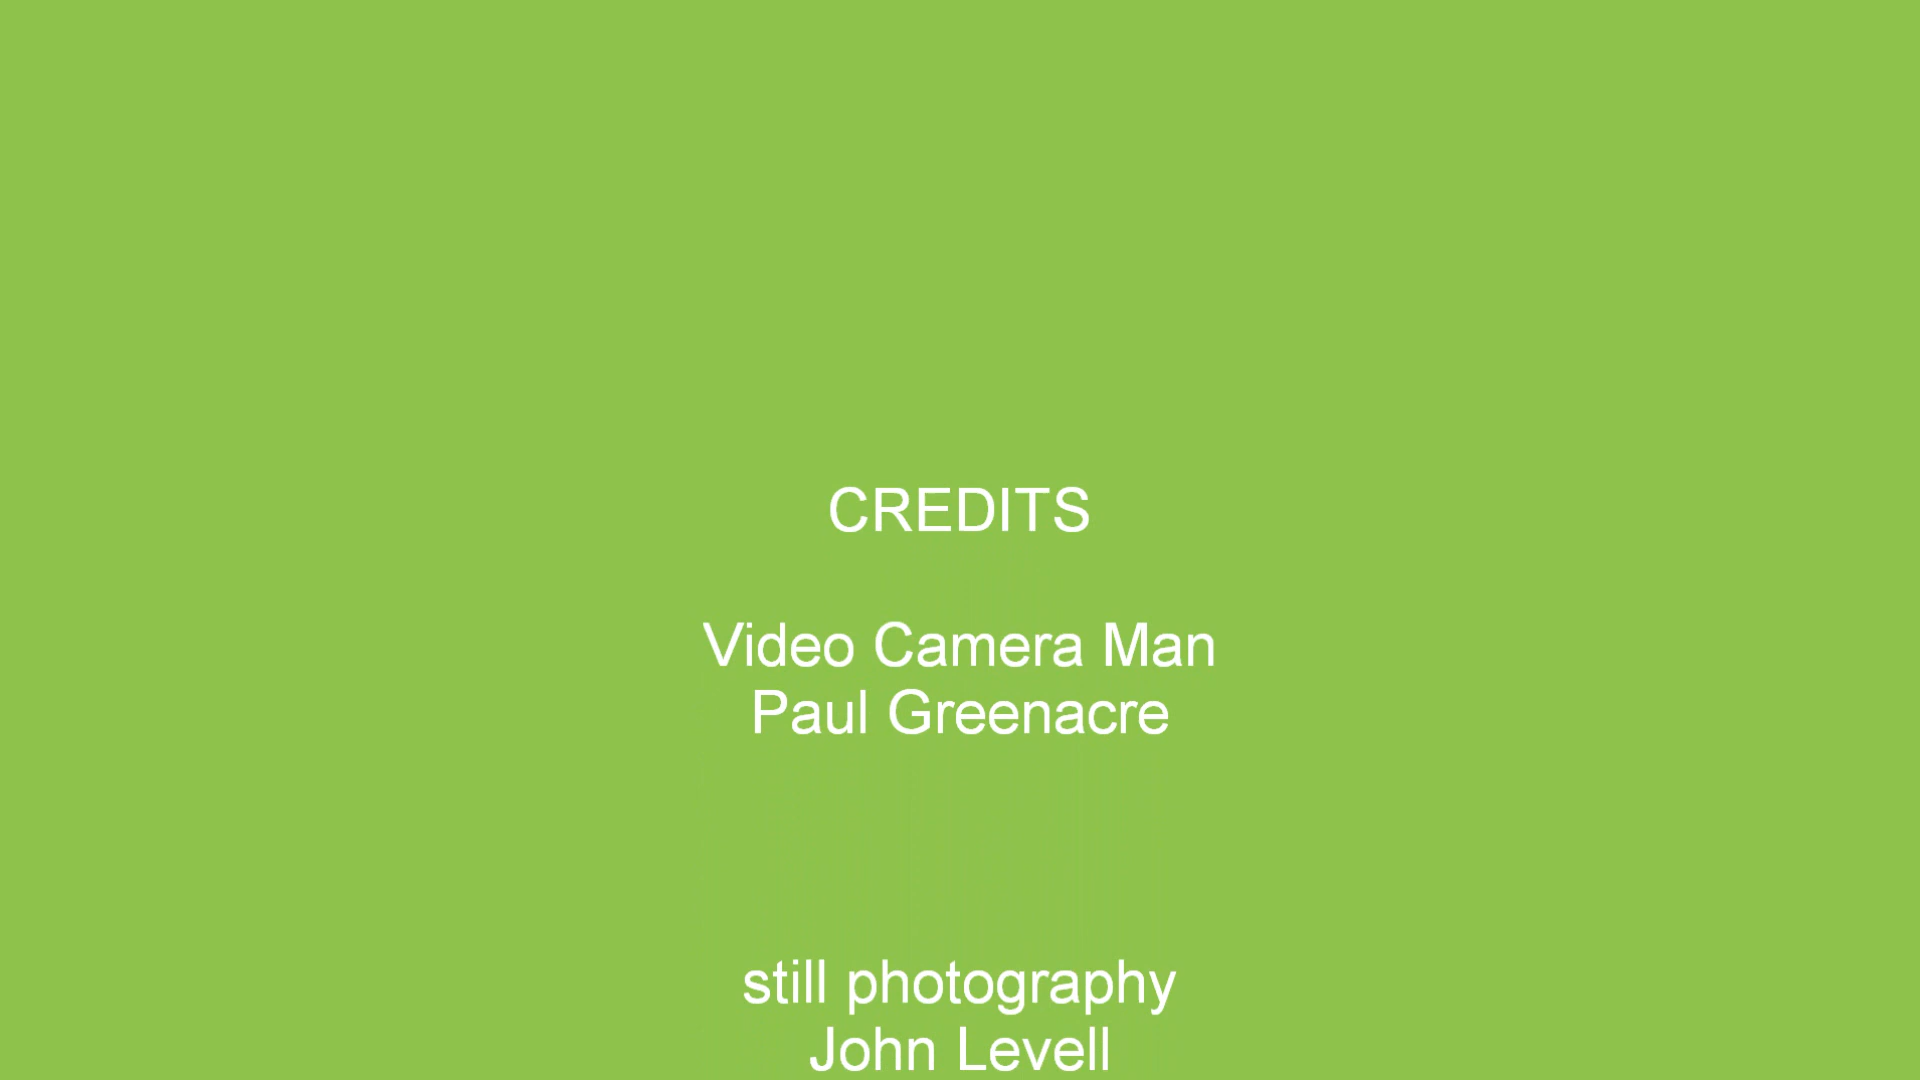 CREDITS
Video Camera Man
Paul Greenacre
still photography
John Levell